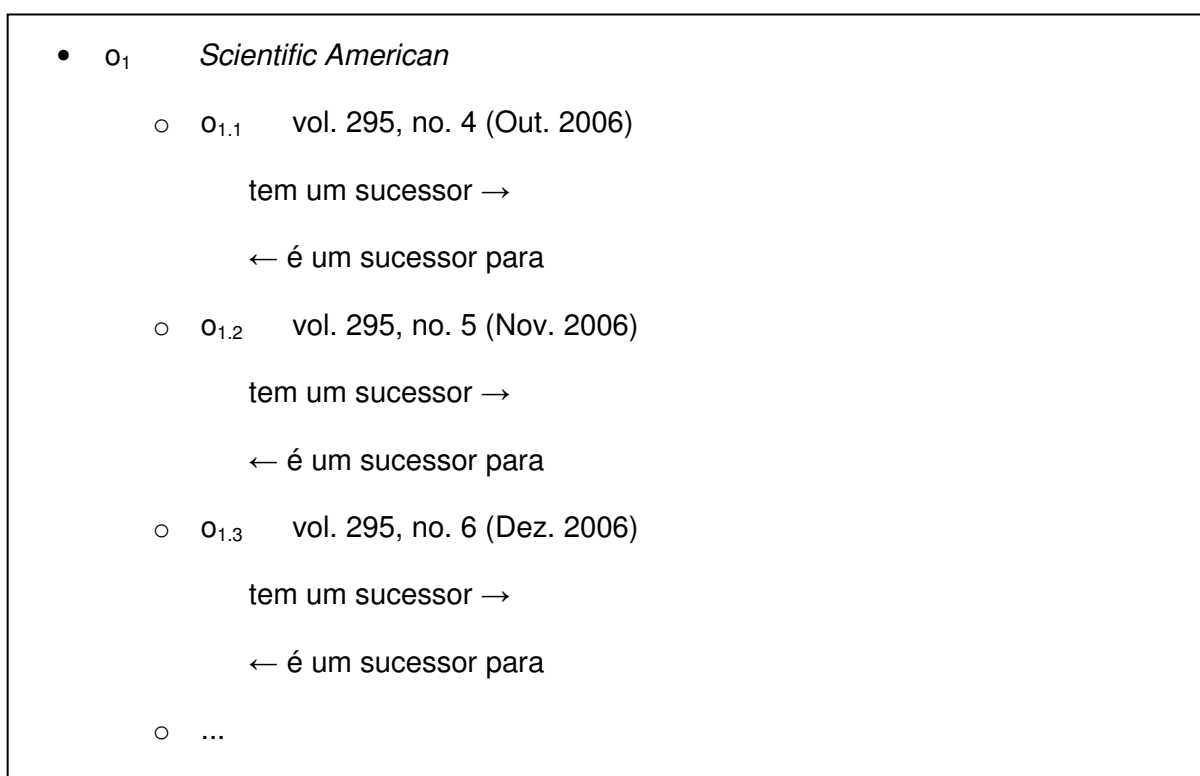 • o₁ Scientific American
○ o₁.₁ vol. 295, no. 4 (Out. 2006)
tem um sucessor →
← é um sucessor para
○ o₁.₂ vol. 295, no. 5 (Nov. 2006)
tem um sucessor →
← é um sucessor para
○ o₁.₃ vol. 295, no. 6 (Dez. 2006)
tem um sucessor →
← é um sucessor para
○ ...